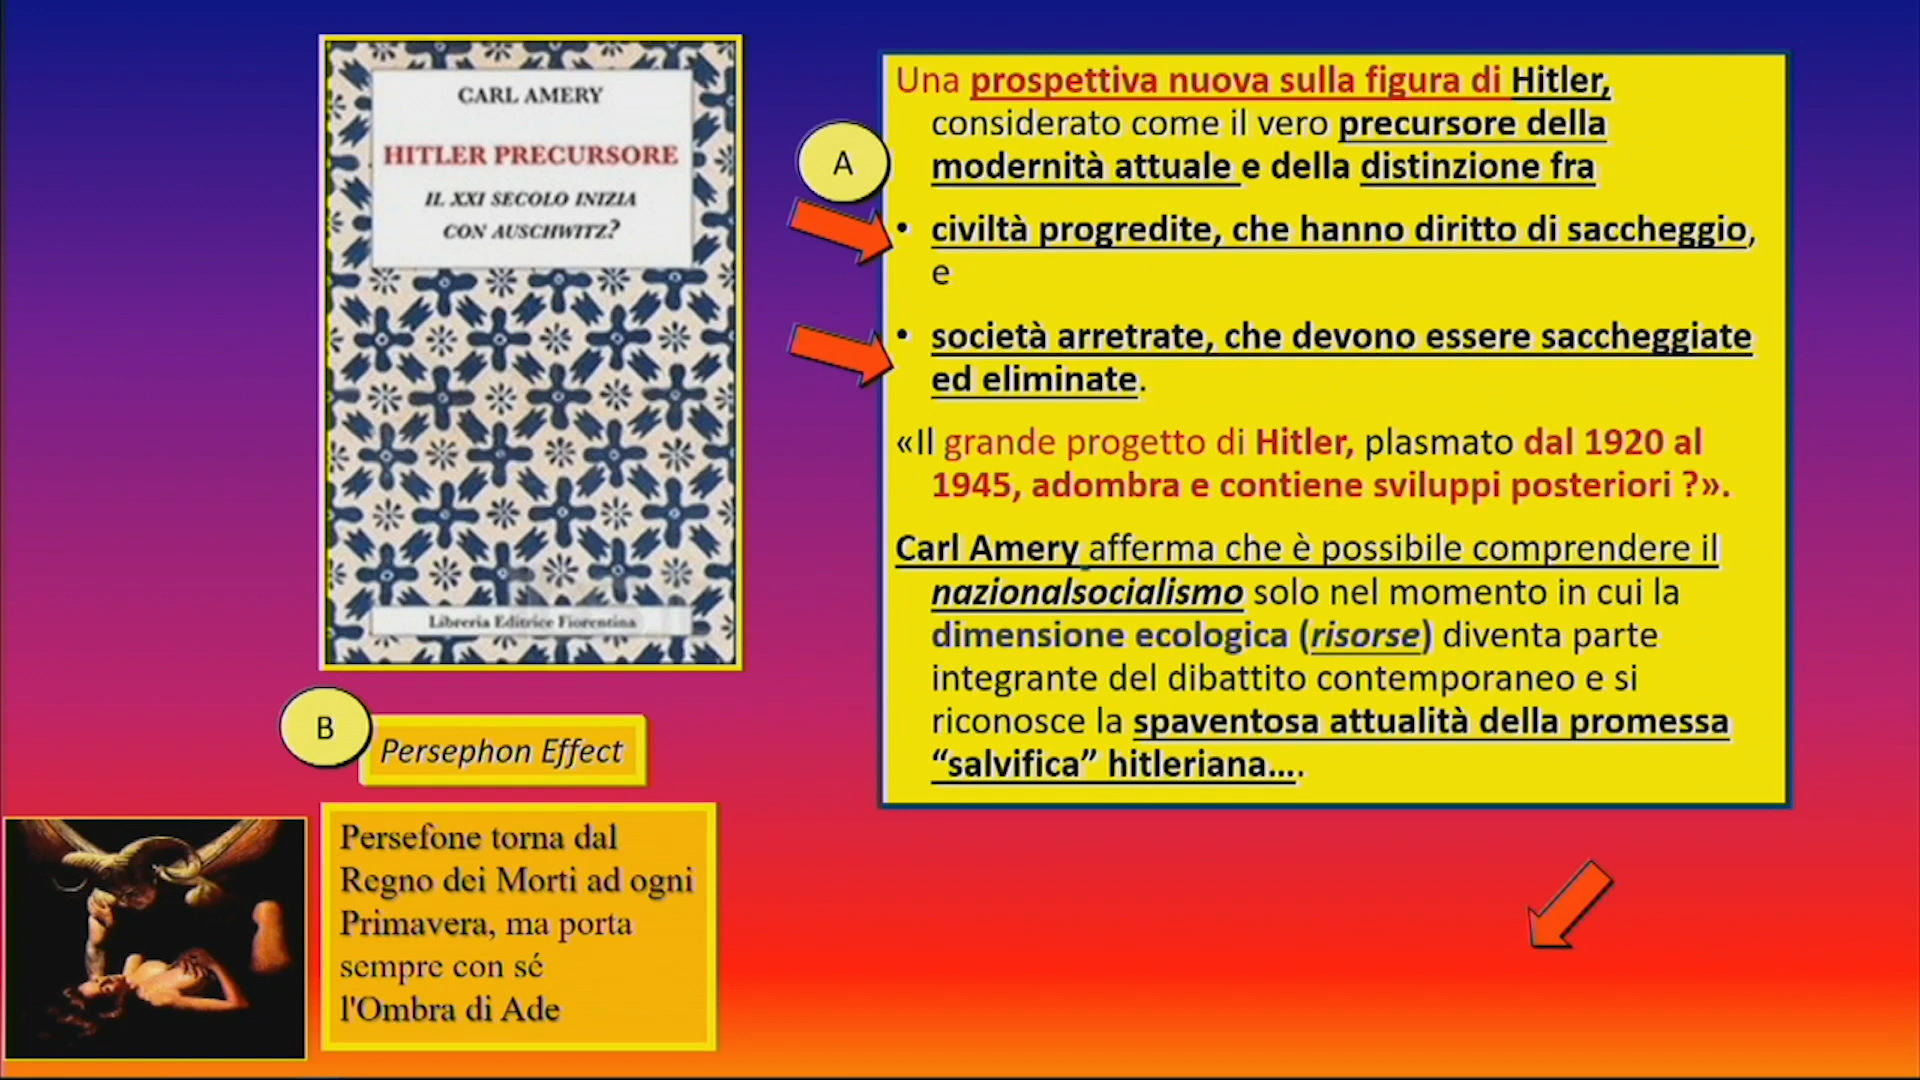 CARL AMERY
HITLER PRECURSORE
IL XXI SECOLO INIZIA
CON AUSCHWITZ?
Libreria Editrice Fiorentina
A
Una prospettiva nuova sulla figura di Hitler,
considerato come il vero precursore della
modernità attuale e della distinzione fra
• civiltà progredite, che hanno diritto di saccheggio,
e
• società arretrate, che devono essere saccheggiate
ed eliminate.
«Il grande progetto di Hitler, plasmato dal 1920 al
1945, adombra e contiene sviluppi posteriori ?».
Carl Amery afferma che è possibile comprendere il
nazionalsocialismo solo nel momento in cui la
dimensione ecologica (risorse) diventa parte
integrante del dibattito contemporaneo e si
riconosce la spaventosa attualità della promessa
“salvifica” hitleriana....
B
Persephon Effect
Persefone torna dal
Regno dei Morti ad ogni
Primavera, ma porta
sempre con sé
l'Ombra di Ade